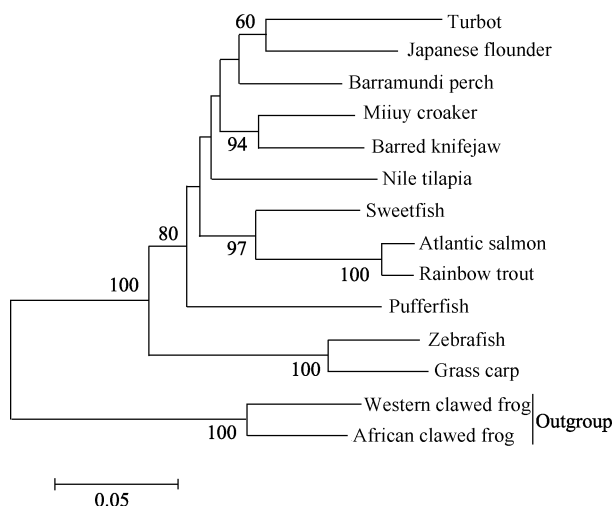 60
Turbot
Japanese flounder
Barramundi perch
Miiuy croaker
94
Barred knifejaw
Nile tilapia
Sweetfish
80
97
Atlantic salmon
100
Rainbow trout
100
Pufferfish
Zebrafish
100
Grass carp
Western clawed frog
Outgroup
100
African clawed frog
0.05